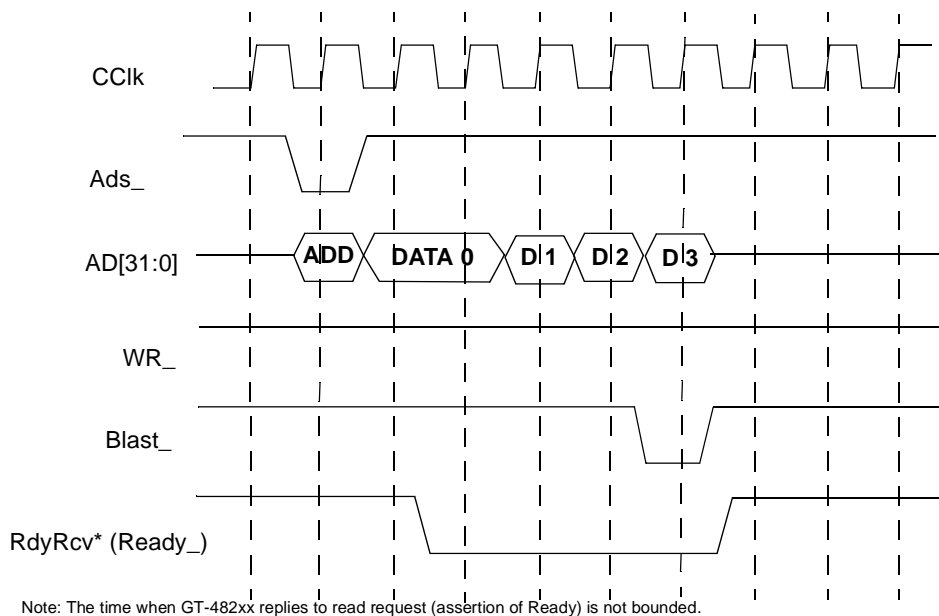 CClk
Ads_
AD[31:0]
ADD DATA 0 D 1 D 2 D 3
WR_
Blast_
RdyRcv* (Ready_)
Note: The time when GT-482xx replies to read request (assertion of Ready) is not bounded.